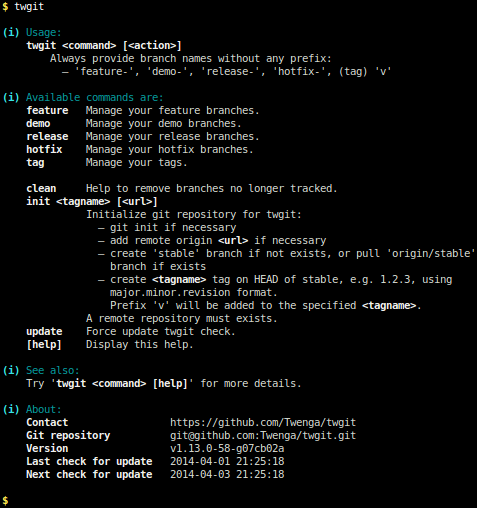 $ twgit
(i) Usage:
twgit <command> [<action>]
Always provide branch names without any prefix:
– 'feature-', 'demo-', 'release-', 'hotfix-', (tag) 'v'
(i) Available commands are:
feature Manage your feature branches.
demo Manage your demo branches.
release Manage your release branches.
hotfix Manage your hotfix branches.
tag Manage your tags.
clean Help to remove branches no longer tracked.
init <tagname> [<url>]
Initialize git repository for twgit:
– git init if necessary
– add remote origin <url> if necessary
– create 'stable' branch if not exists, or pull 'origin/stable'
branch if exists
– create <tagname> tag on HEAD of stable, e.g. 1.2.3, using
major.minor.revision format.
Prefix 'v' will be added to the specified <tagname>.
A remote repository must exists.
update Force update twgit check.
[help] Display this help.
(i) See also:
Try 'twgit <command> [help]' for more details.
(i) About:
Contact https://github.com/Twenga/twgit
Git repository git@github.com:Twenga/twgit.git
Version v1.13.0-58-g07cb02a
Last check for update 2014-04-01 21:25:18
Next check for update 2014-04-03 21:25:18
$